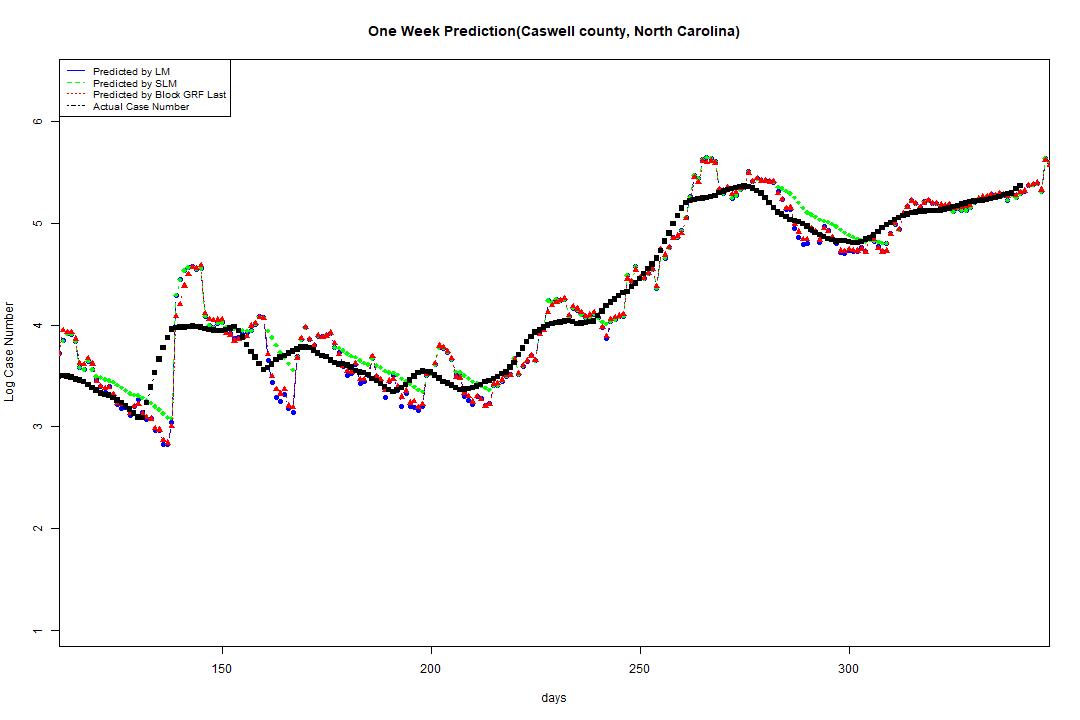 One Week Prediction(Caswell county, North Carolina)
Predicted by LM
Predicted by SLM
Predicted by Block GRF Last
Actual Case Number
Log Case Number
6
5
4
3
2
1
150 200 250 300
days